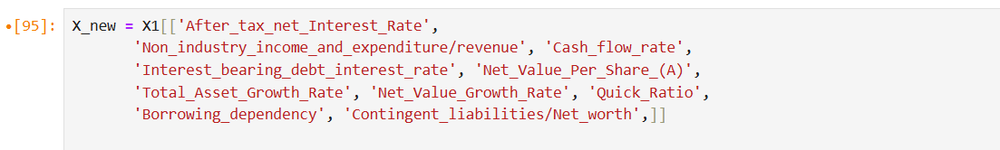 [95]: X_new = X1[['After_tax_net_Interest_Rate',
'Non_industry_income_and_expenditure/revenue', 'Cash_flow_rate',
'Interest_bearing_debt_interest_rate', 'Net_Value_Per_Share_(A)',
'Total_Asset_Growth_Rate', 'Net_Value_Growth_Rate', 'Quick_Ratio',
'Borrowing_dependency', 'Contingent_liabilities/Net_worth',]]